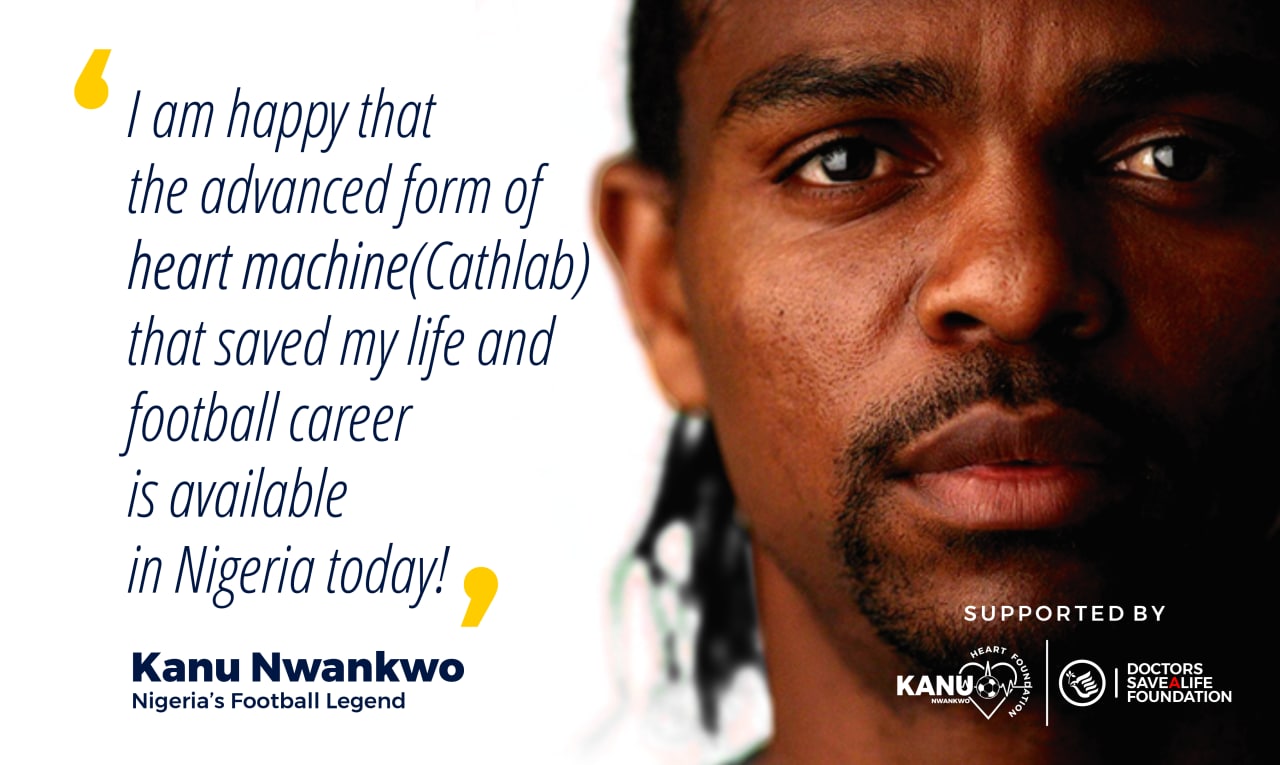 ‘
I am happy that
the advanced form of
heart machine(Cathlab)
that saved my life and
football career
is available
in Nigeria today!
’
Kanu Nwankwo
Nigeria’s Football Legend
SUPPORTED BY
KANU
NWANKWO
HEART FOUNDATION
DOCTORS
SAVEALIFE
FOUNDATION